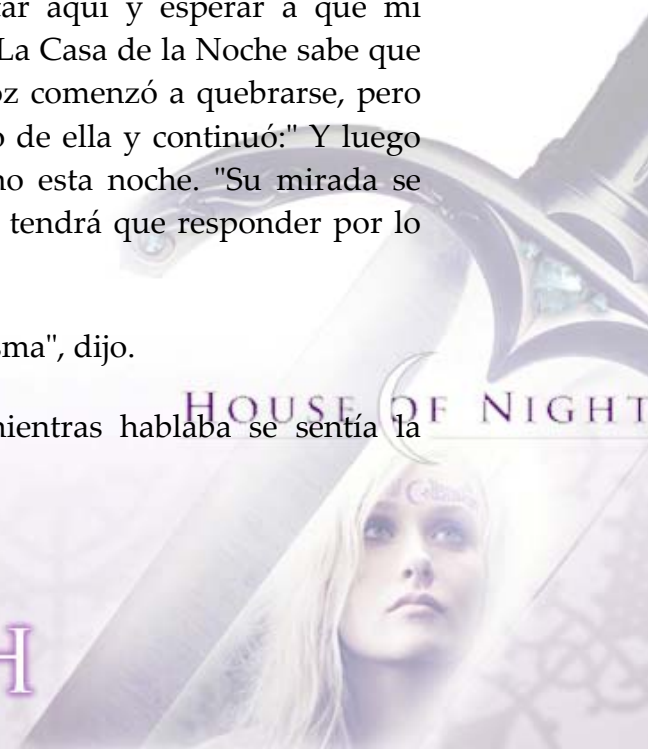 tar aquí y esperar a que mi
La Casa de la Noche sabe que
oz comenzó a quebrarse, pero
o de ella y continuó:" Y luego
no esta noche. "Su mirada se
tendrá que responder por lo
sma", dijo.
HOUSE OF NIGHT
mientras hablaba se sentía la
H